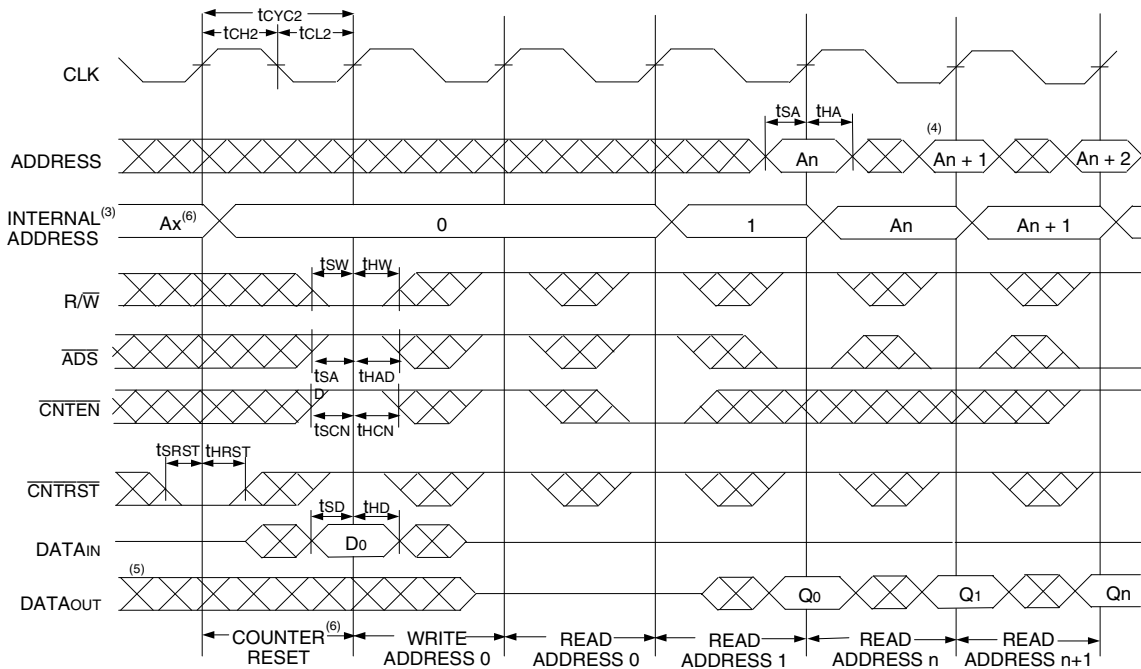 tCYC2
tCH2 tCL2
CLK
tSA tHA
(4)
ADDRESS An An + 1 An + 2
INTERNAL(3)
ADDRESS Ax(6) 0 1 An An + 1
tSW tHW
R/W
ADS
tSA
D tHAD
CNTEN
tSCN tHCN
tSRST tHRST
CNTRST
tSD tHD
DATAIN D0
(5)
DATAOUT Q0 Q1 Qn
COUNTER(6)
RESET
WRITE
ADDRESS 0
READ
ADDRESS 0
READ
ADDRESS 1
READ
ADDRESS n
READ
ADDRESS n+1